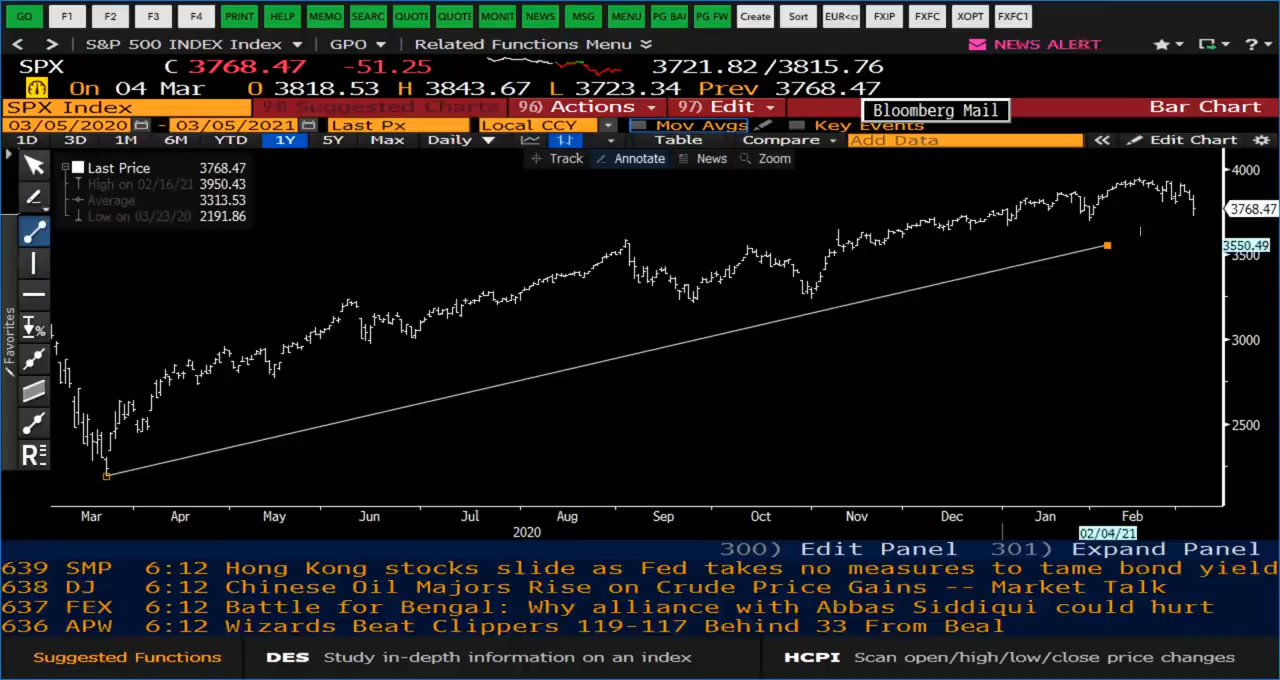 GO F1 F2 F3 F4 PRINT HELP MEMO SEARC QUOTE QUOTE MONIT NEWS MSG MENU PG BAI PG FW Create Sort EUR<cr FXIP FXFC XOPT FXFC1
< > S&P 500 INDEX Index GPO Related Functions Menu NEWS ALERT ?
SPX C 3768.47 -51.25 3721.82/3815.76
On 04 Mar O 3818.53 H 3843.67 L 3723.34 Prev 3768.47
SPX Index 94) Suggested Charts 96) Actions 97) Edit Bloomberg Mail Bar Chart
03/05/2020 - 03/05/2021 Last Px Local CCY Mov Avgs Key Events
1D 3D 1M 6M YTD 1Y 5Y Max Daily Table Compare Add Data Edit Chart
Track Annotate News Zoom
Last Price 3768.47
High on 02/16/21 3950.43
Average 3313.53
Low on 03/23/20 2191.86
4000
3768.47
3550.49
3500
3000
2500
%
R
Favorites
Mar Apr May Jun Jul Aug Sep Oct Nov Dec Jan Feb
2020 02/04/21
300) Edit Panel 301) Expand Panel
639 SMP 6:12 Hong Kong stocks slide as Fed takes no measures to tame bond yield
638 DJ 6:12 Chinese Oil Majors Rise on Crude Price Gains -- Market Talk
637 FEX 6:12 Battle for Bengal: Why alliance with Abbas Siddiqui could hurt
636 APW 6:12 Wizards Beat Clippers 119-117 Behind 33 From Beal
Suggested Functions DES Study in-depth information on an index HCPI Scan open/high/low/close price changes